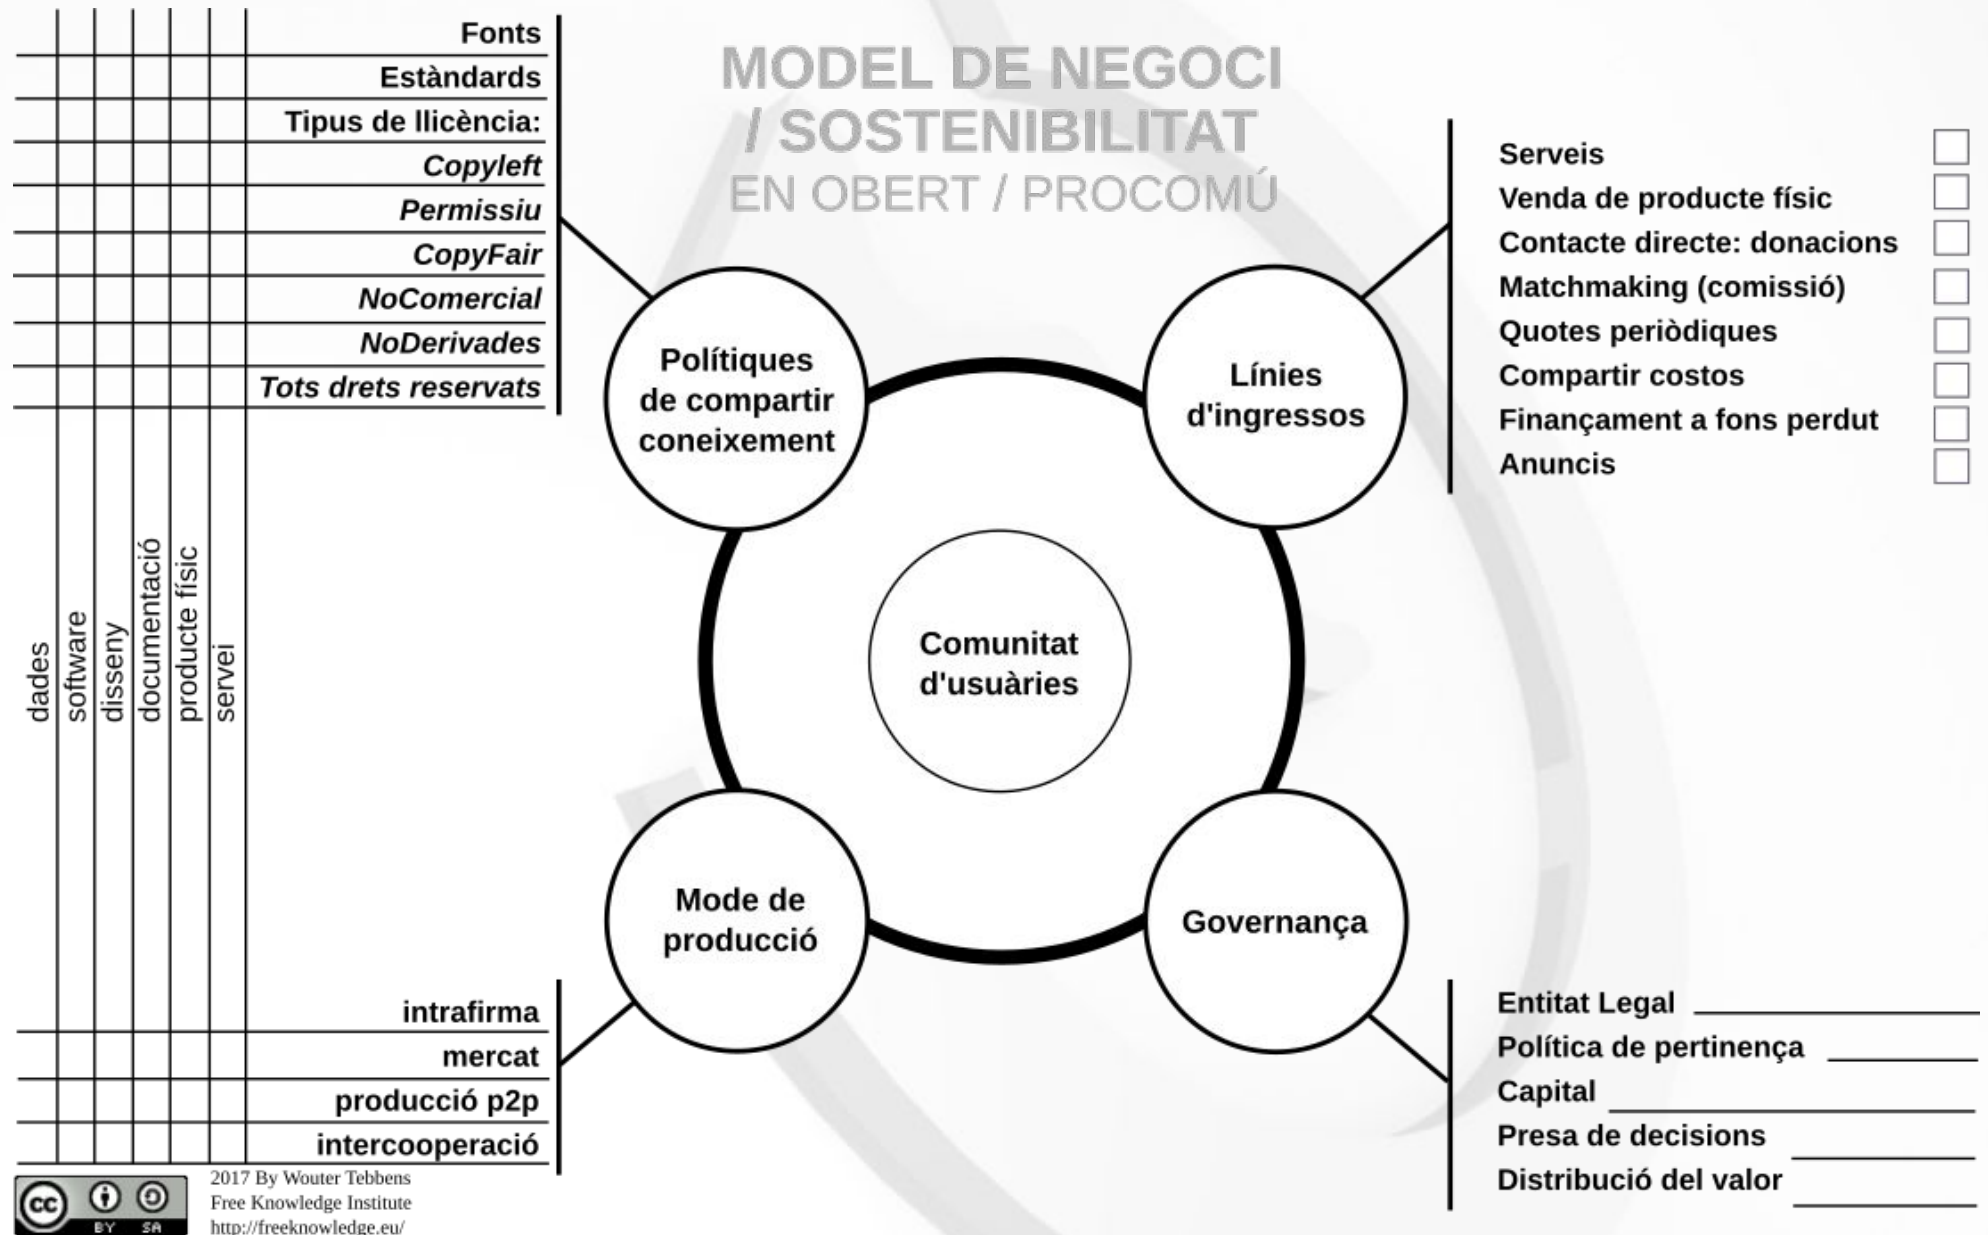 MODEL DE NEGOCI
/ SOSTENIBILITAT
EN OBERT / PROCOMÚ
Fonts
Estàndards
Tipus de llicència:
Copyleft
Permissiu
CopyFair
NoComercial
NoDerivades
Tots drets reservats
Polítiques
de compartir
coneixement
Línies
d'ingressos
Serveis
Venda de producte físic
Contacte directe: donacions
Matchmaking (comissió)
Quotes periòdiques
Compartir costos
Finançament a fons perdut
Anuncis
dades
software
disseny
documentació
producte físic
servei
Comunitat
d'usuàries
Mode de
producció
Governança
intrafirma
mercat
producció p2p
intercooperació
Entitat Legal
Política de pertinença
Capital
Presa de decisions
Distribució del valor
cc
BY SA
2017 By Wouter Tebbens
Free Knowledge Institute
http://freeknowledge.eu/